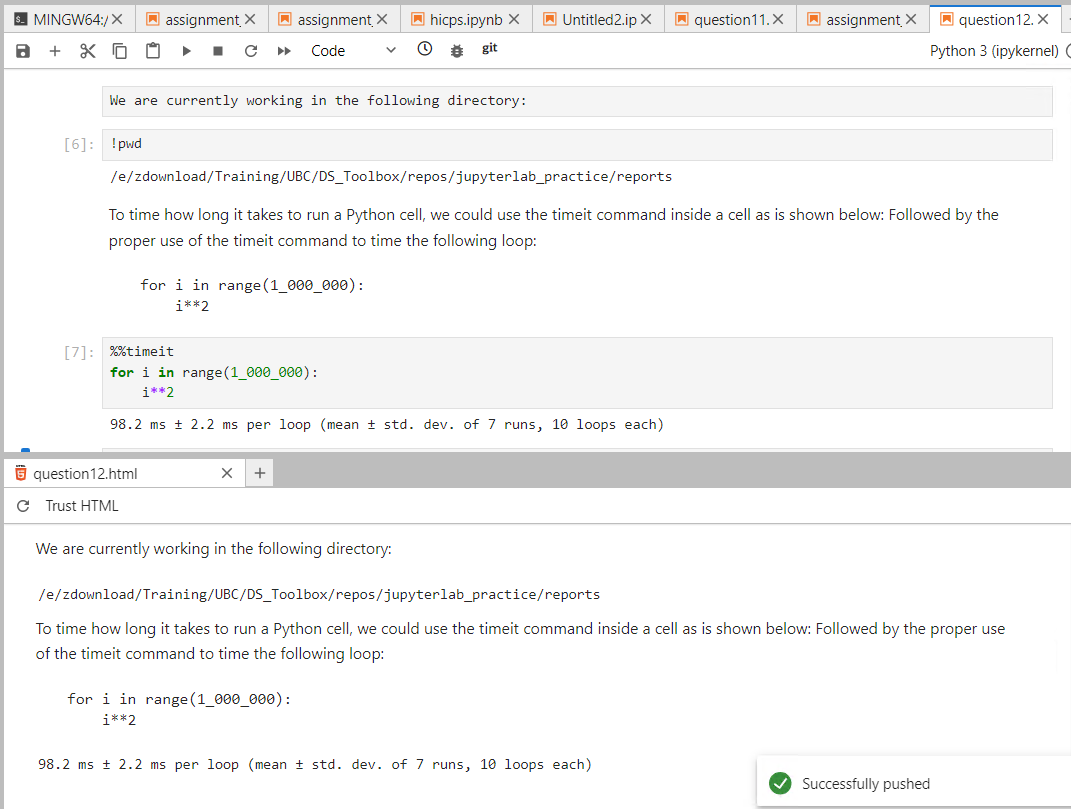 MINGW64:/ assignment_ assignment_ hicps.ipynb Untitled2.ip question11. assignment_ question12.
Code git Python 3 (ipykernel)
We are currently working in the following directory:
[6]: !pwd
/e/zdownload/Training/UBC/DS_Toolbox/repos/jupyterlab_practice/reports
To time how long it takes to run a Python cell, we could use the timeit command inside a cell as is shown below: Followed by the
proper use of the timeit command to time the following loop:
for i in range(1_000_000):
i**2
[7]: %%timeit
for i in range(1_000_000):
i**2
98.2 ms ± 2.2 ms per loop (mean ± std. dev. of 7 runs, 10 loops each)
question12.html
Trust HTML
We are currently working in the following directory:
/e/zdownload/Training/UBC/DS_Toolbox/repos/jupyterlab_practice/reports
To time how long it takes to run a Python cell, we could use the timeit command inside a cell as is shown below: Followed by the proper use
of the timeit command to time the following loop:
for i in range(1_000_000):
i**2
98.2 ms ± 2.2 ms per loop (mean ± std. dev. of 7 runs, 10 loops each)
Successfully pushed